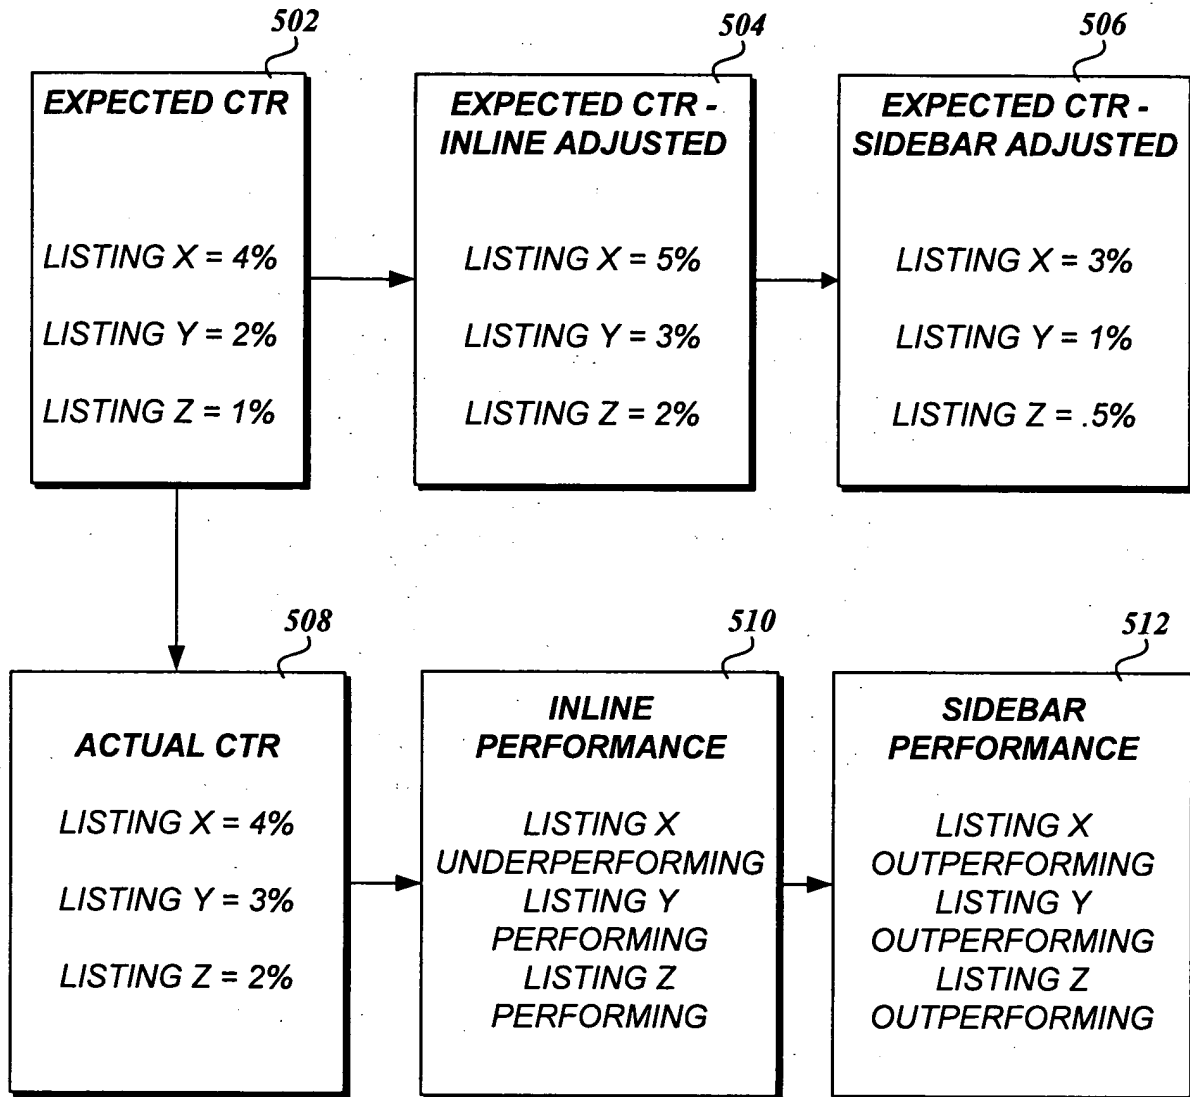 502
EXPECTED CTR
LISTING X = 4%
LISTING Y = 2%
LISTING Z = 1%
504
EXPECTED CTR -
INLINE ADJUSTED
LISTING X = 5%
LISTING Y = 3%
LISTING Z = 2%
506
EXPECTED CTR -
SIDEBAR ADJUSTED
LISTING X = 3%
LISTING Y = 1%
LISTING Z = .5%
508
ACTUAL CTR
LISTING X = 4%
LISTING Y = 3%
LISTING Z = 2%
510
INLINE
PERFORMANCE
LISTING X
UNDERPERFORMING
LISTING Y
PERFORMING
LISTING Z
PERFORMING
512
SIDEBAR
PERFORMANCE
LISTING X
OUTPERFORMING
LISTING Y
OUTPERFORMING
LISTING Z
OUTPERFORMING